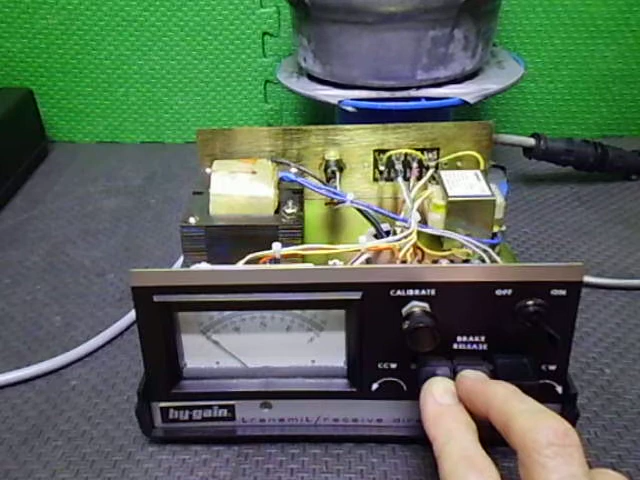 CALIBRATE
OFF ON
BRAKE
RELEASE
CCW CW
hy-gain.
transmit/receive